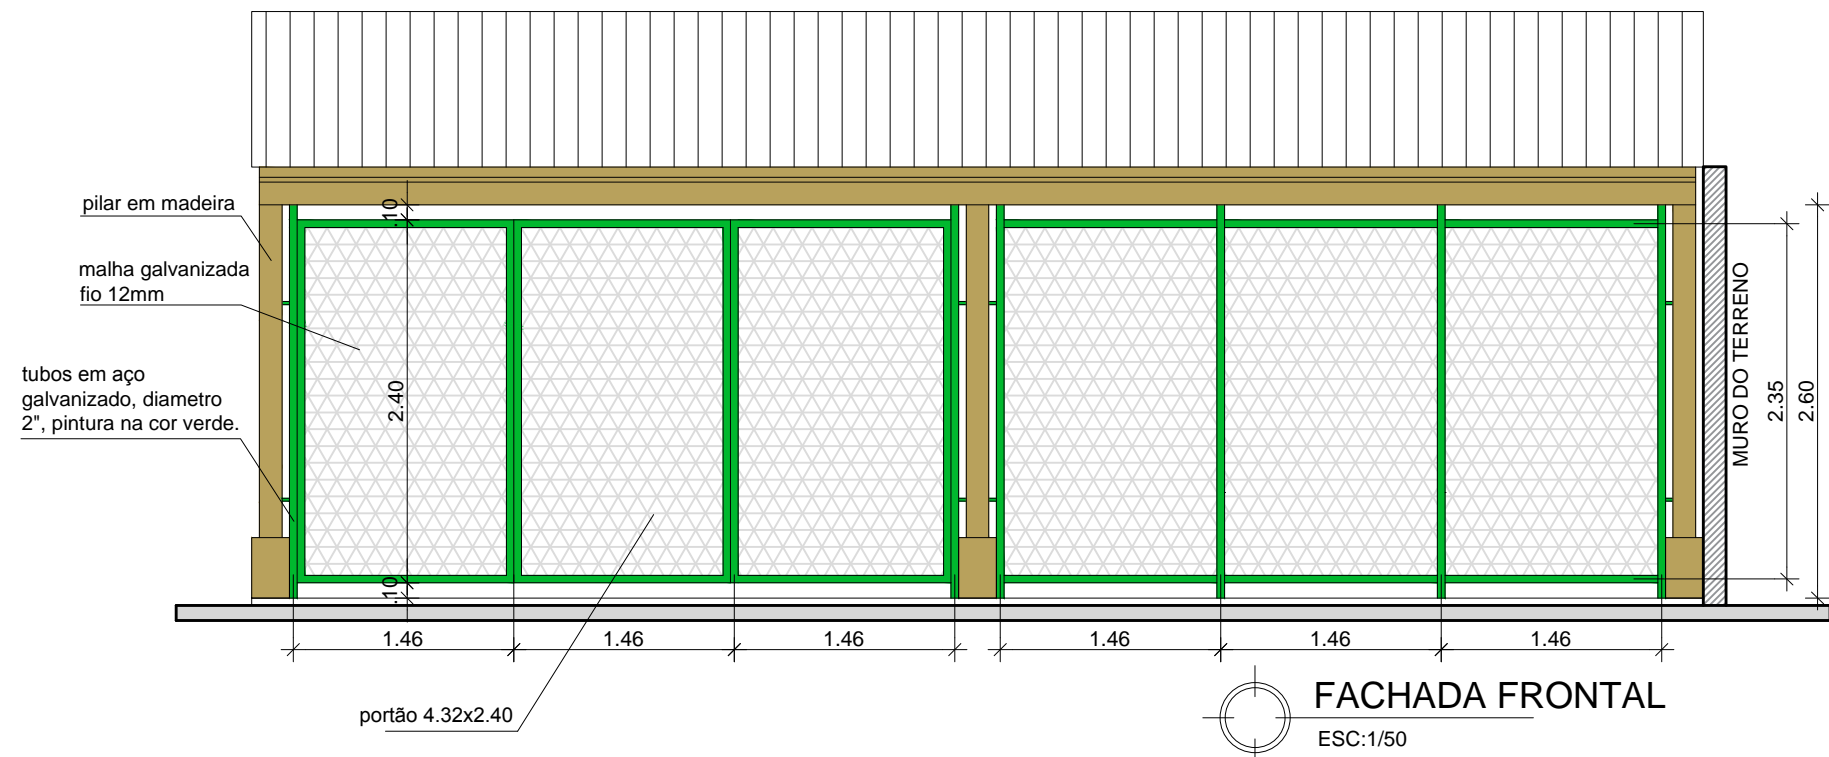 pilar em madeira
malha galvanizada
fio 12mm
tubos em aço
galvanizado, diametro
2", pintura na cor verde.
.10
2.40
.10
MURO DO TERRENO
2.35
2.60
1.46
1.46
1.46
1.46
1.46
1.46
portão 4.32x2.40
FACHADA FRONTAL
ESC:1/50